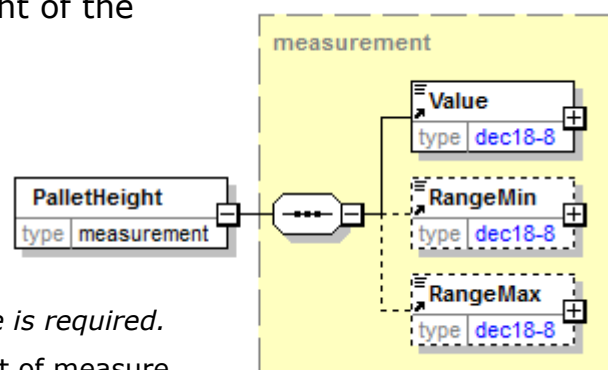 nt of the
measurement
Value
type dec18-8
PalletHeight
type measurement
RangeMin
type dec18-8
RangeMax
type dec18-8
e is required.
t of measure